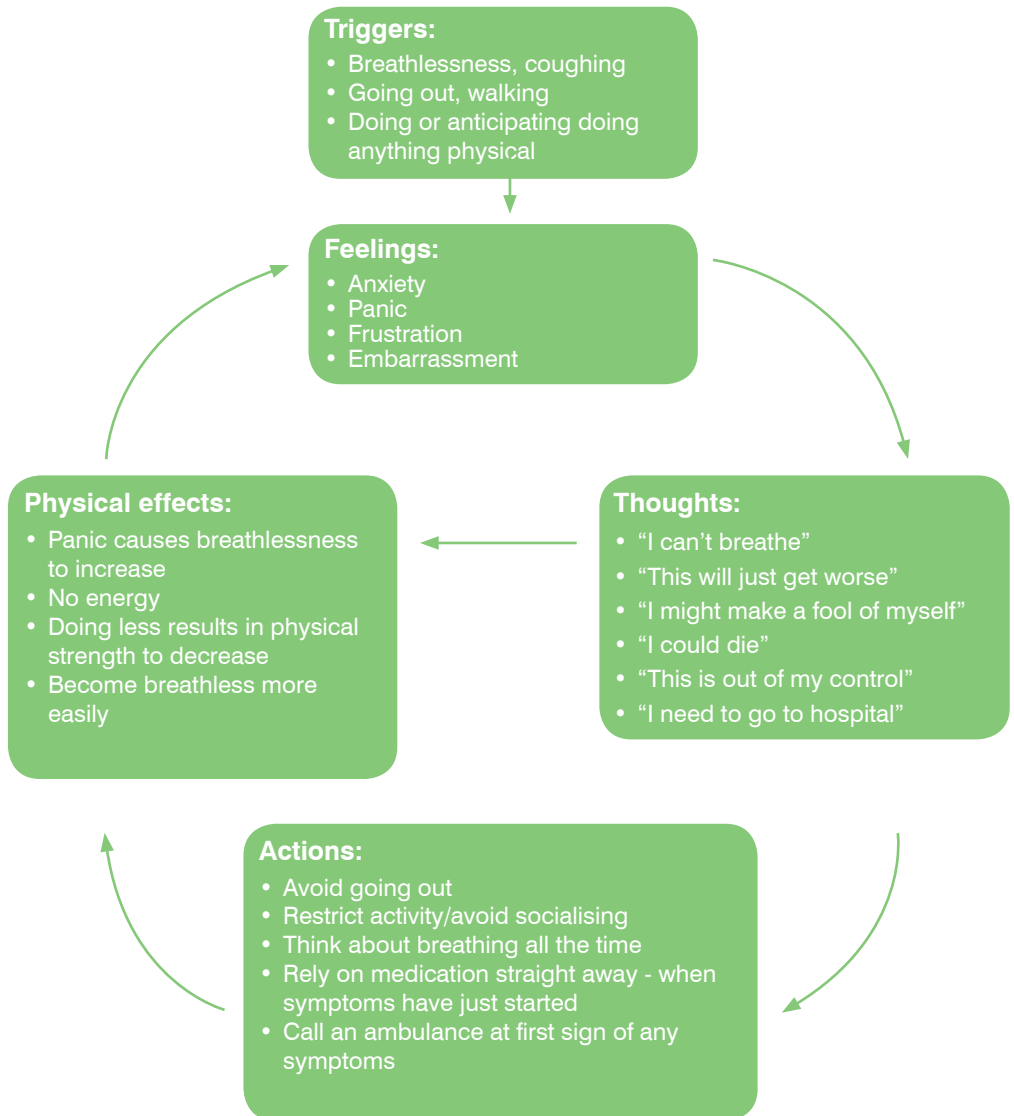 Triggers:
• Breathlessness, coughing
• Going out, walking
• Doing or anticipating doing
anything physical
Feelings:
• Anxiety
• Panic
• Frustration
• Embarrassment
Thoughts:
• “I can’t breathe”
• “This will just get worse”
• “I might make a fool of myself”
• “I could die”
• “This is out of my control”
• “I need to go to hospital”
Physical effects:
• Panic causes breathlessness
to increase
• No energy
• Doing less results in physical
strength to decrease
• Become breathless more
easily
Actions:
• Avoid going out
• Restrict activity/avoid socialising
• Think about breathing all the time
• Rely on medication straight away - when
symptoms have just started
• Call an ambulance at first sign of any
symptoms